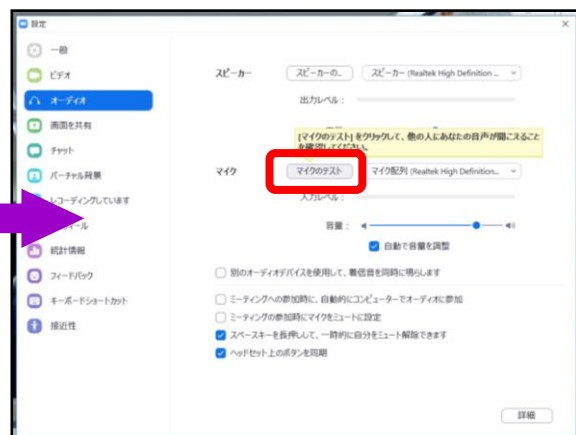 設定
一般
ビデオ
オーディオ
画面を共有
チャット
バーチャル背景
レコーディングしています
ール
統計情報
フィードバック
キーボードショートカット
接近性
スピーカー
スピーカーの...
スピーカー (Realtek High Definition ...
出力レベル：
[マイクのテスト] をクリックして、他の人にあなたの音声が聞こえること
を確認してください。
マイク
マイクのテスト
マイク配列 (Realtek High Definition...
入力レベル：
音量：
自動で音量を調整
別のオーディオデバイスを使用して、着信音を同時に鳴らします
ミーティングへの参加時に、自動的にコンピューターでオーディオに参加
ミーティングの参加時にマイクをミュートに設定
スペースキーを長押しして、一時的に自分をミュート解除できます
ヘッドセット上のボタンを同期
詳細